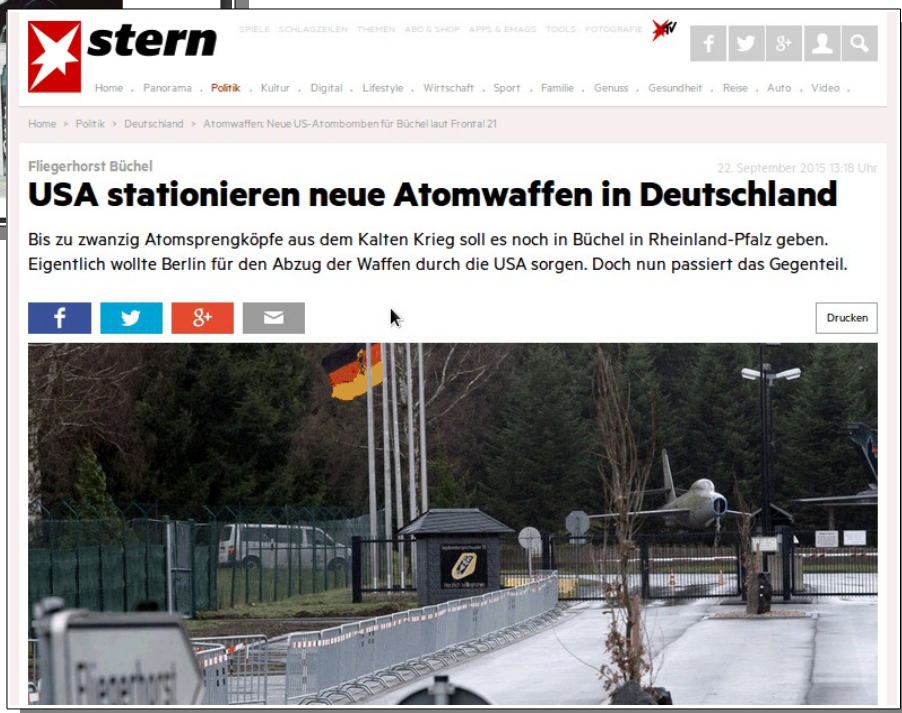 stern
SPIELE SCHLAGZEILEN THEMEN ABO & SHOP APPS & EMAGS TOOLS FOTOGRAFIE TV
Home . Panorama . Politik . Kultur . Digital . Lifestyle . Wirtschaft . Sport . Familie . Genuss . Gesundheit . Reise . Auto . Video .
Home > Politik > Deutschland > Atomwaffen: Neue US-Atombomben für Büchel laut Frontal 21
Fliegerhorst Büchel
22. September 2015 13:18 Uhr
USA stationieren neue Atomwaffen in Deutschland
Bis zu zwanzig Atomsprengköpfe aus dem Kalten Krieg soll es noch in Büchel in Rheinland-Pfalz geben.
Eigentlich wollte Berlin für den Abzug der Waffen durch die USA sorgen. Doch nun passiert das Gegenteil.
Drucken
Herzlich willkommen
Fliegerhorst